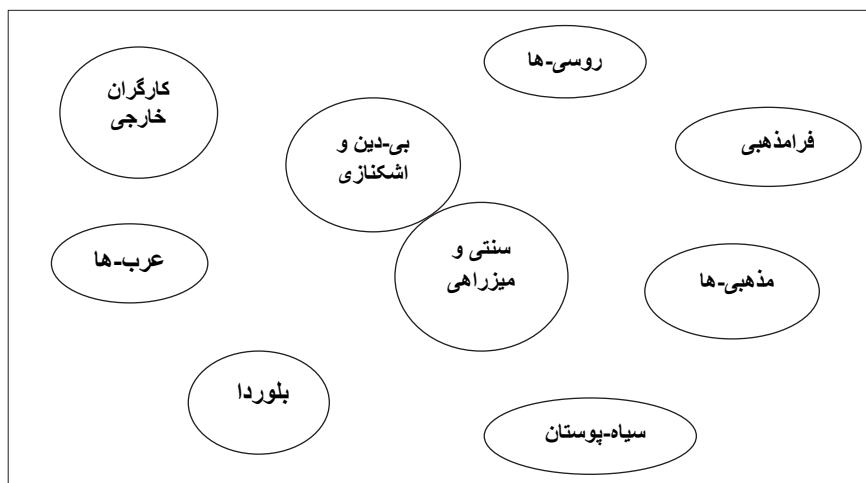 روسی-ها
کارگران
خارجی
بی-دین و
اشکنازی
فرامذهبی
سنتی و
میزراهی
عرب-ها
مذهبی-ها
بلوردا
سیاه-پوستان